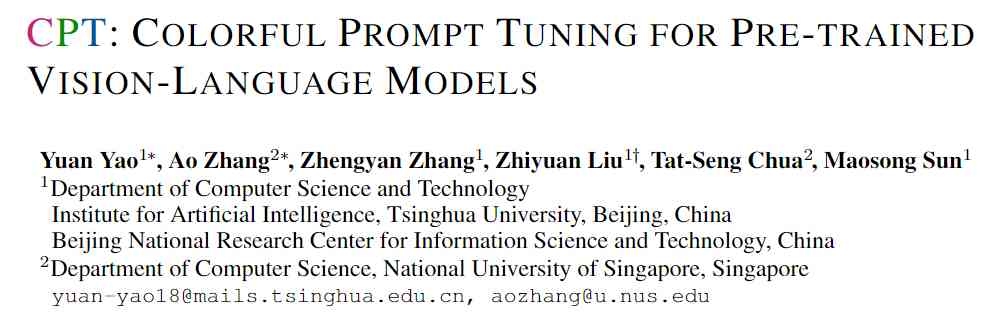 CPT: COLORFUL PROMPT TUNING FOR PRE-TRAINED
VISION-LANGUAGE MODELS
Yuan Yao1*, Ao Zhang2*, Zhengyan Zhang1, Zhiyuan Liu1†, Tat-Seng Chua2, Maosong Sun1
1Department of Computer Science and Technology
Institute for Artificial Intelligence, Tsinghua University, Beijing, China
Beijing National Research Center for Information Science and Technology, China
2Department of Computer Science, National University of Singapore, Singapore
yuan-yao18@mails.tsinghua.edu.cn, aozhang@u.nus.edu